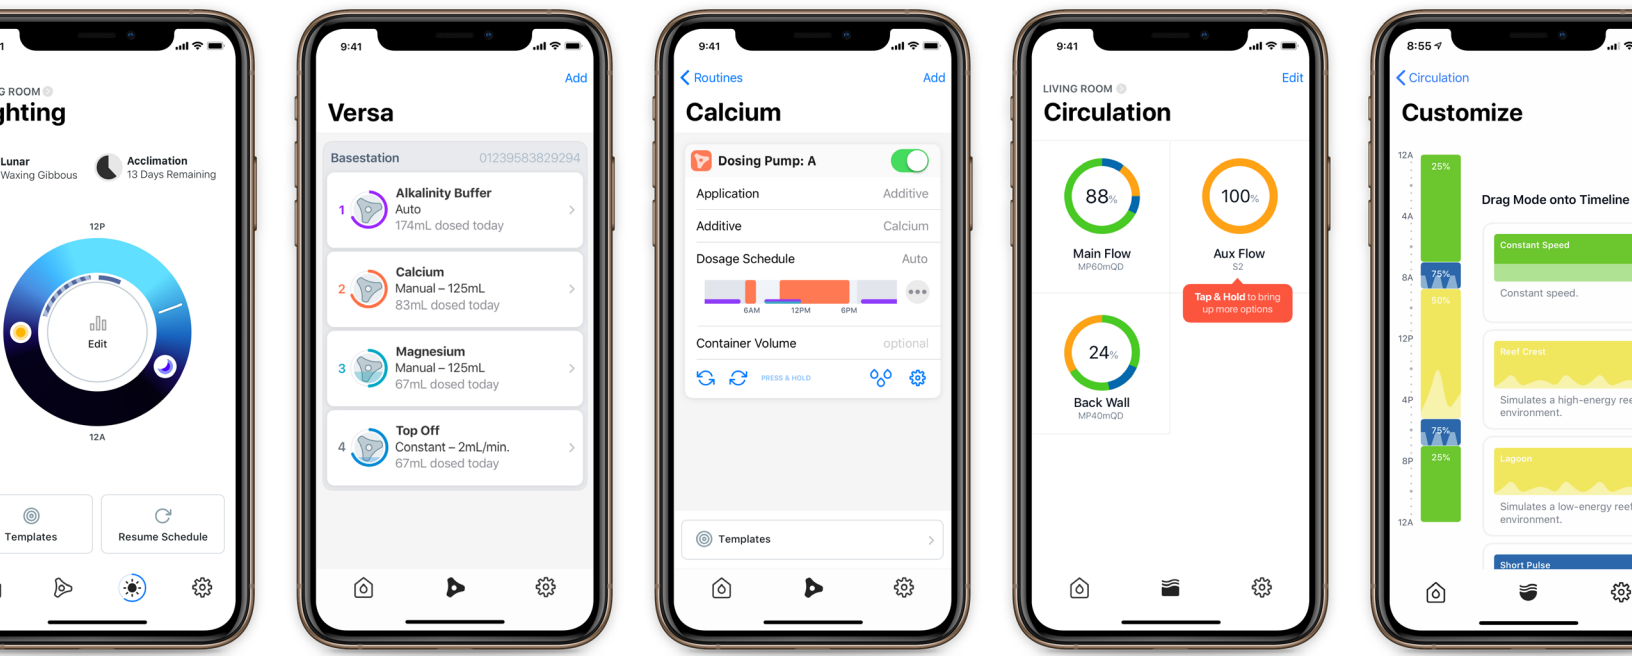 G ROOM
Lunar
Waxing Gibbous
Acclimation
13 Days Remaining
12P
Edit
12A
Templates
Resume Schedule
9:41
Add
Versa
Basestation
01239583829294
1
Alkalinity Buffer
Auto
174mL dosed today
2
Calcium
Manual – 125mL
83mL dosed today
3
Magnesium
Manual – 125mL
67mL dosed today
4
Top Off
Constant – 2mL/min.
67mL dosed today
9:41
Routines
Add
Calcium
Dosing Pump: A
Application
Additive
Additive
Calcium
Dosage Schedule
Auto
6AM
12PM
6PM
Container Volume
optional
PRESS & HOLD
Templates
9:41
Edit
LIVING ROOM
Circulation
88%
Main Flow
MP60mQD
100%
Aux Flow
S2
Tap & Hold to bring
up more options
24%
Back Wall
MP40mQD
8:55
Circulation
Customize
12A
25%
4A
8A
75%
50%
12P
4P
75%
8P
25%
12A
Drag Mode onto Timeline
Constant Speed
Constant speed.
Reef Crest
Simulates a high-energy
environment.
Lagoon
Simulates a low-energy
environment.
Short Pulse